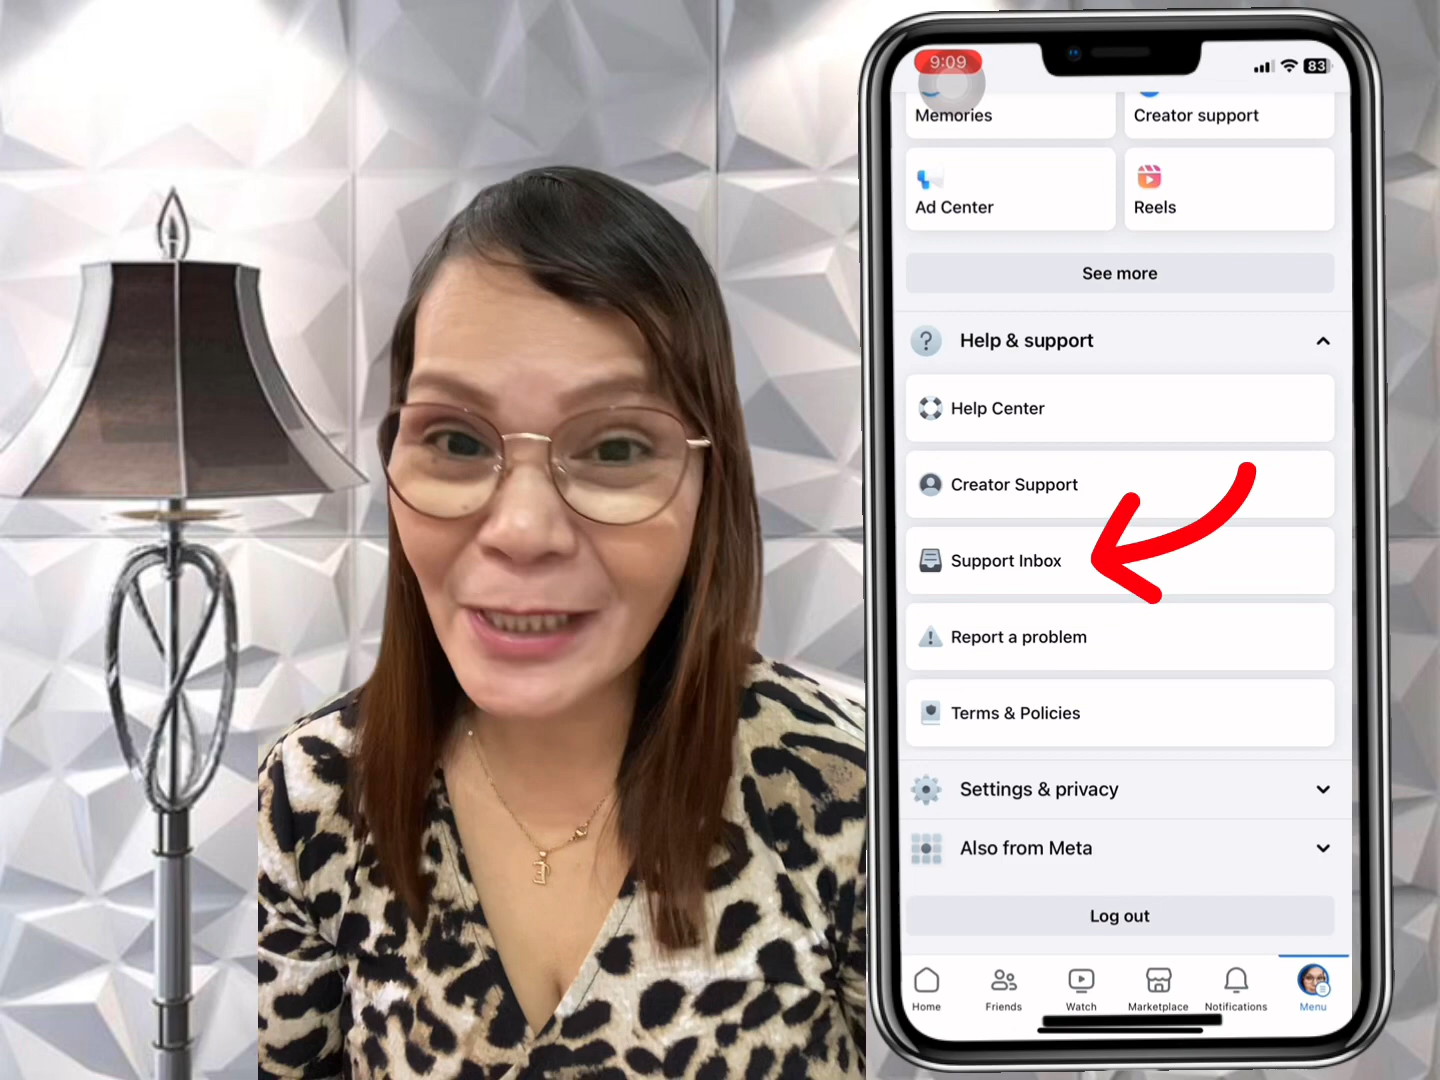 9:09
83
Memories
Creator support
Ad Center
Reels
See more
Help & support
Help Center
Creator Support
Support Inbox
Report a problem
Terms & Policies
Settings & privacy
Also from Meta
Log out
Home
Friends
Watch
Marketplace
Notifications
Menu